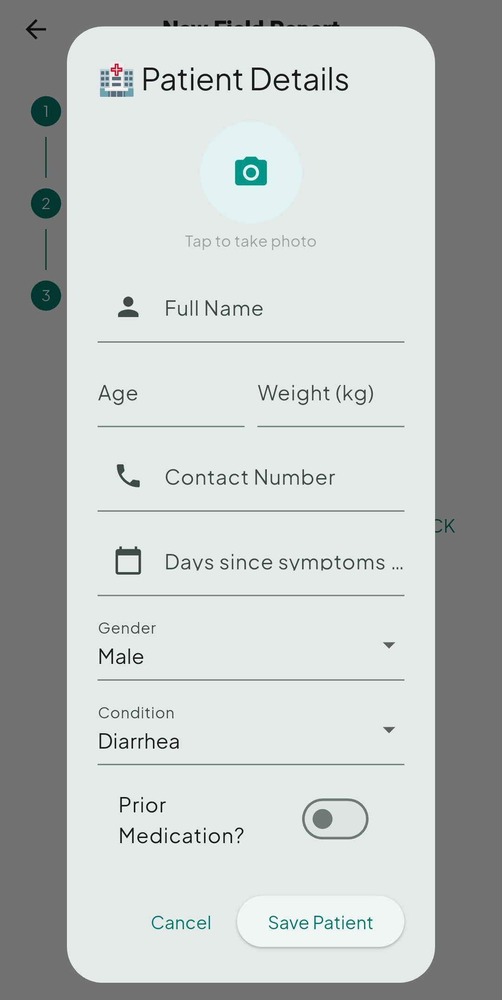 New Field Report
🏥 Patient Details
1
2
3
Tap to take photo
Full Name
Age
Weight (kg)
Contact Number
CK
Days since symptoms ...
Gender
Male
Condition
Diarrhea
Prior
Medication?
Cancel
Save Patient